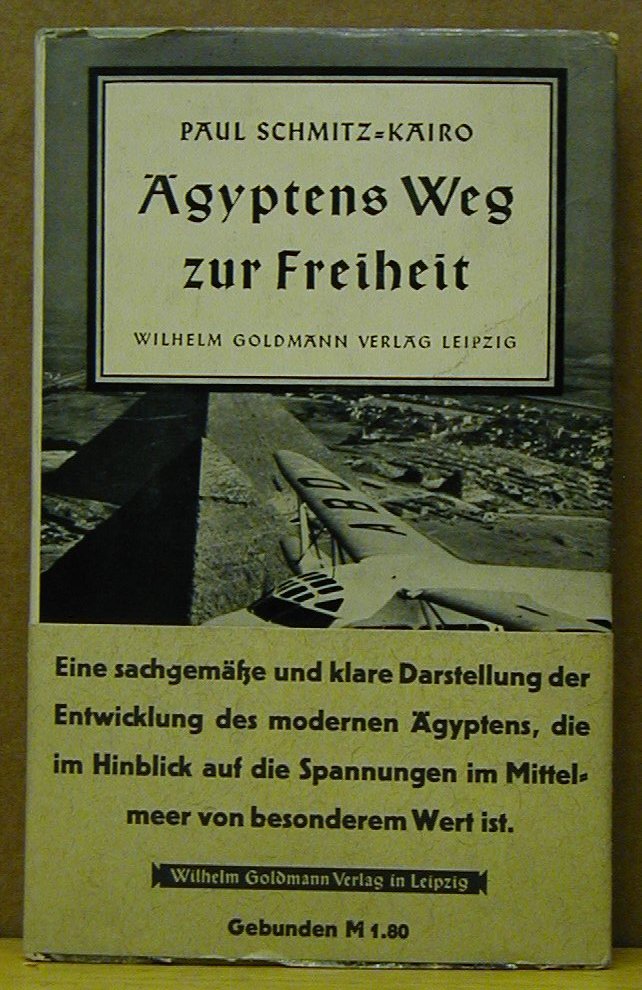 PAUL SCHMITZ=KAIRO
Ägyptens Weg
zur Freiheit
WILHELM GOLDMANN VERLAG LEIPZIG
ABD
Eine sachgemäße und klare Darstellung der
Entwicklung des modernen Ägyptens, die
im Hinblick auf die Spannungen im Mittel=
meer von besonderem Wert ist.
Wilhelm Goldmann Verlag in Leipzig
Gebunden M 1.80